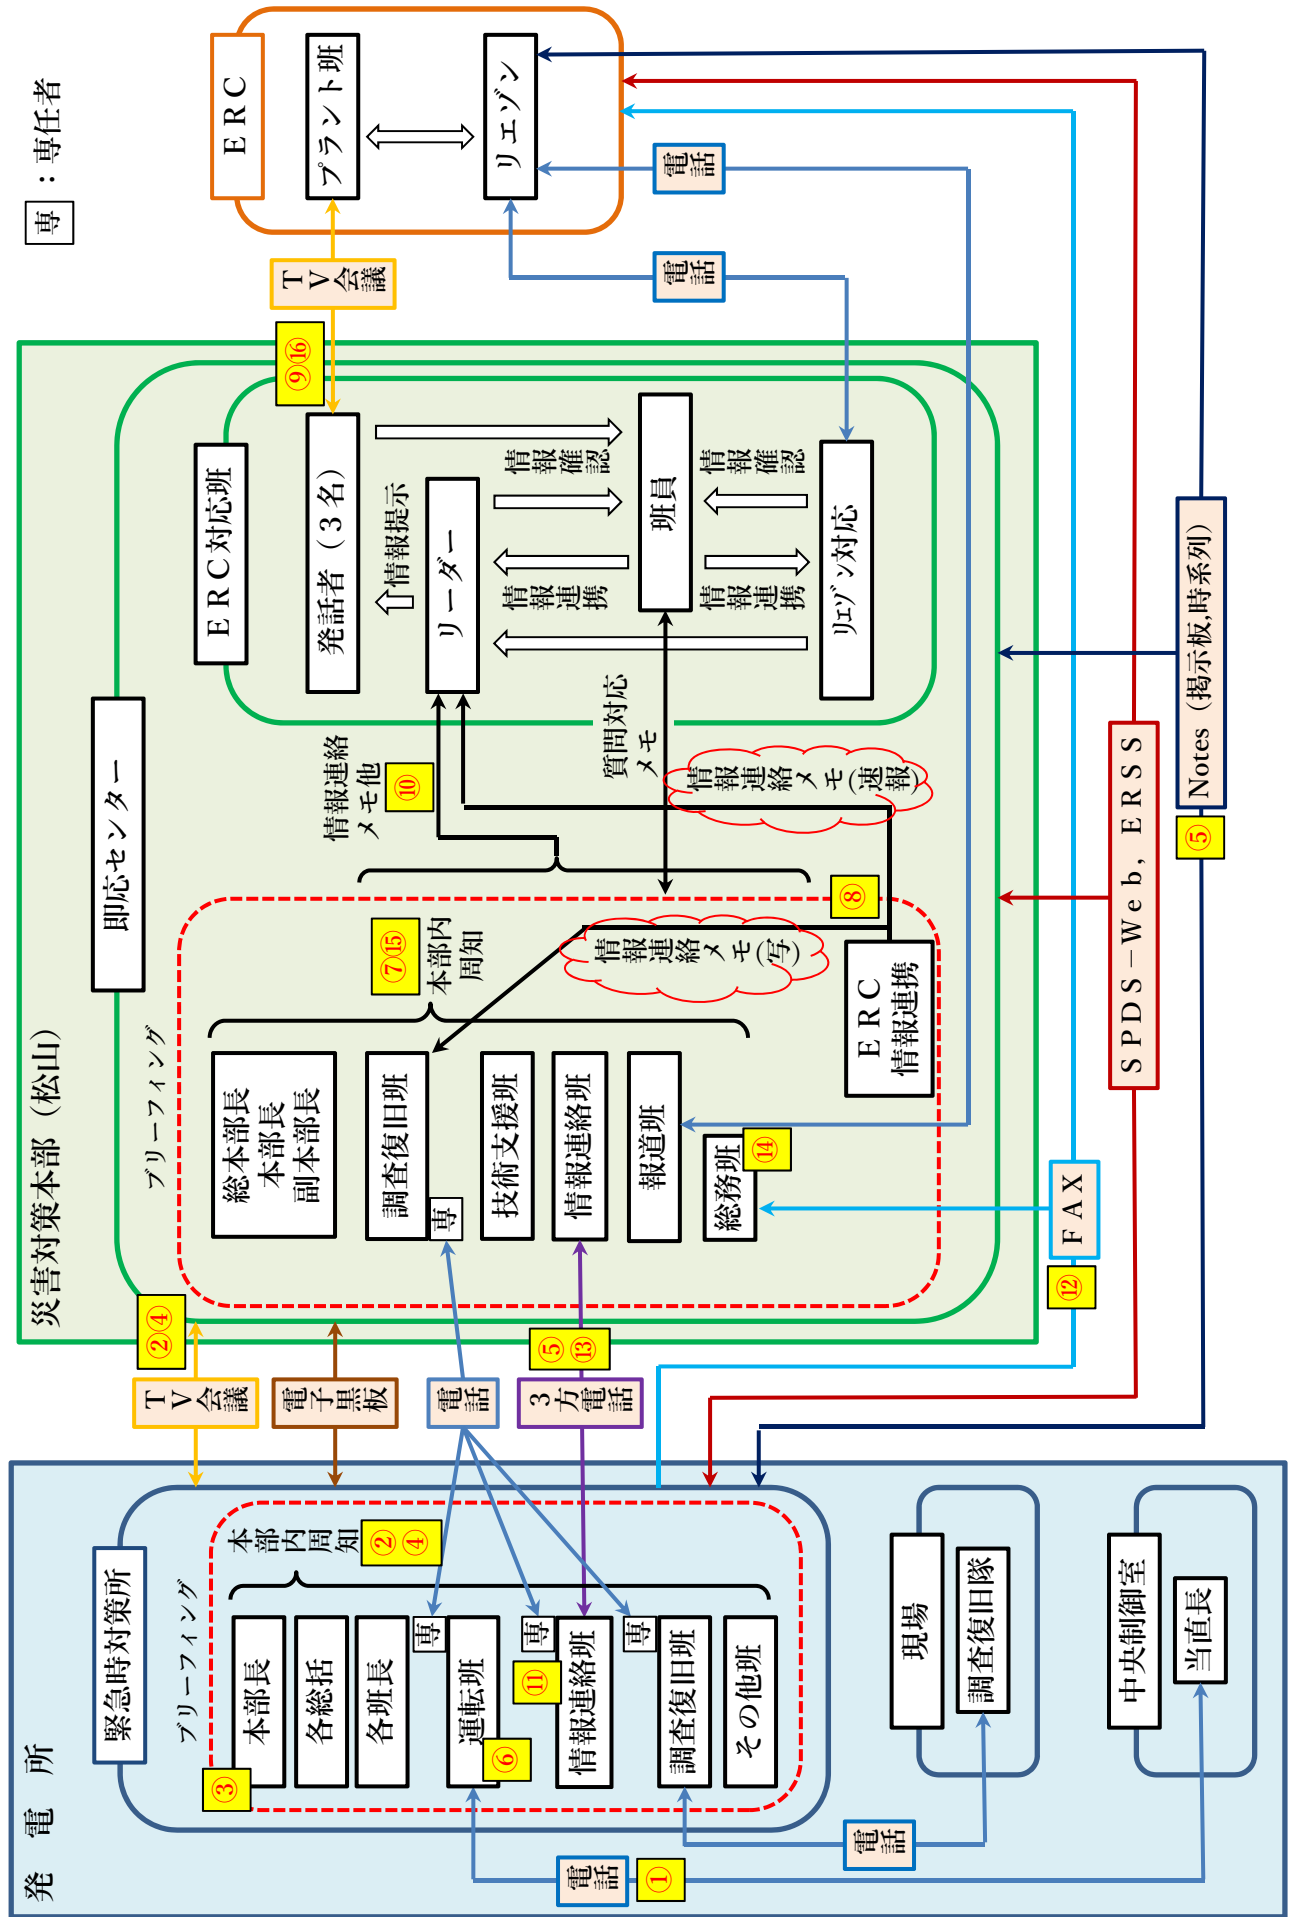 専：専任者
発電所
緊急時対策所
ブリーフィング
③
本部長
各総括
各班長
専
運転班
⑥
専
⑪
情報連絡班
専
調査復旧班
その他班
本部内周知
②
④
電話
①
電話
現場
調査復旧隊
中央制御室
当直長
②④
TV会議
電子黒板
電話
3方電話
⑤
⑬
災害対策本部（松山）
即応センター
ブリーフィング
総本部長
本部長
副本部長
調査復旧班
専
技術支援班
情報連絡班
報道班
総務班
⑭
⑦⑮
本部内
周知
情報連絡メモ(写)
ERC
情報連携
⑧
情報連絡
メモ他
⑩
質問対応
メモ
情報連絡メモ(速報)
ERC対応班
⑨⑯
発話者（3名）
情報提示
リーダー
情報確認
情報連携
班員
情報確認
情報連携
リエゾン対応
TV会議
電話
電話
ERC
プラント班
リエゾン
FAX
⑫
SPDS－Web, ERSS
Notes（掲示板,時系列）
⑤